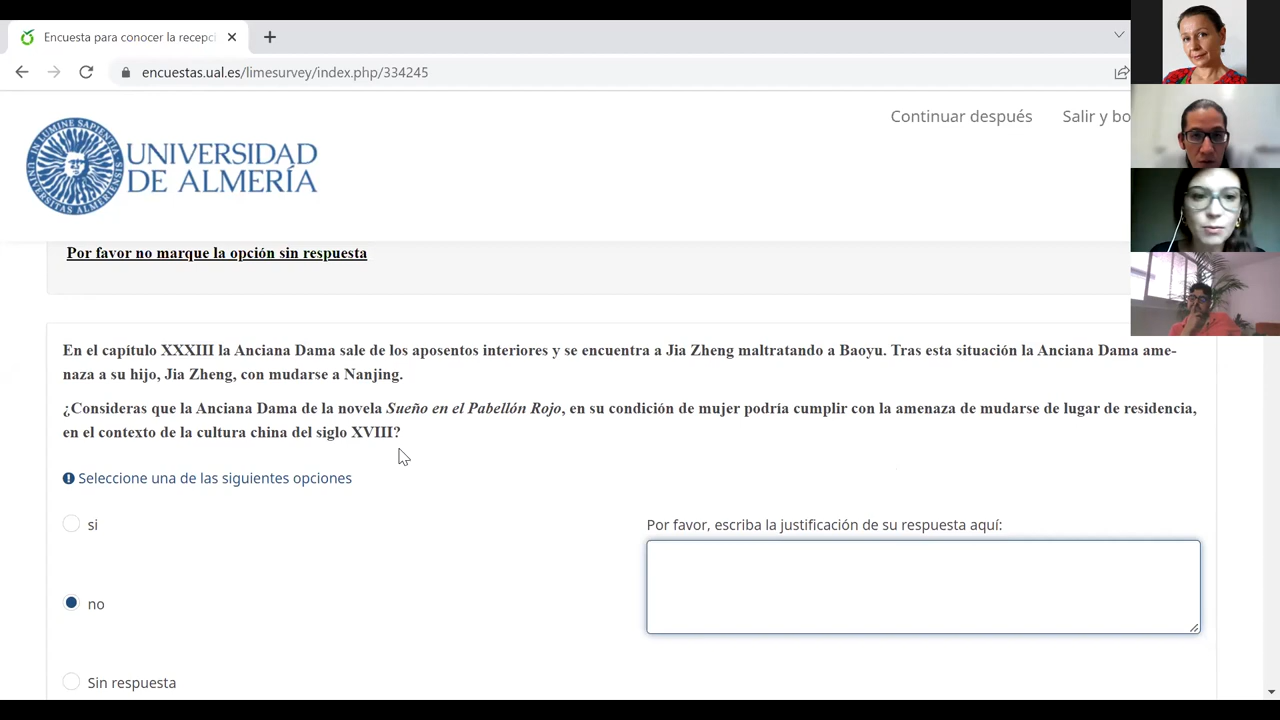 Encuesta para conocer la recepci
encuestas.ual.es/limesurvey/index.php/334245
IN LUMINE SAPIENTIA
UNIVERSITAS ALMERIENSIS
UNIVERSIDAD
DE ALMERÍA
Continuar después Salir y bo
Por favor no marque la opción sin respuesta
En el capítulo XXXIII la Anciana Dama sale de los aposentos interiores y se encuentra a Jia Zheng maltratando a Baoyu. Tras esta situación la Anciana Dama ame-
naza a su hijo, Jia Zheng, con mudarse a Nanjing.
¿Consideras que la Anciana Dama de la novela Sueño en el Pabellón Rojo, en su condición de mujer podría cumplir con la amenaza de mudarse de lugar de residencia,
en el contexto de la cultura china del siglo XVIII?
Seleccione una de las siguientes opciones
si
Por favor, escriba la justificación de su respuesta aquí:
no
Sin respuesta